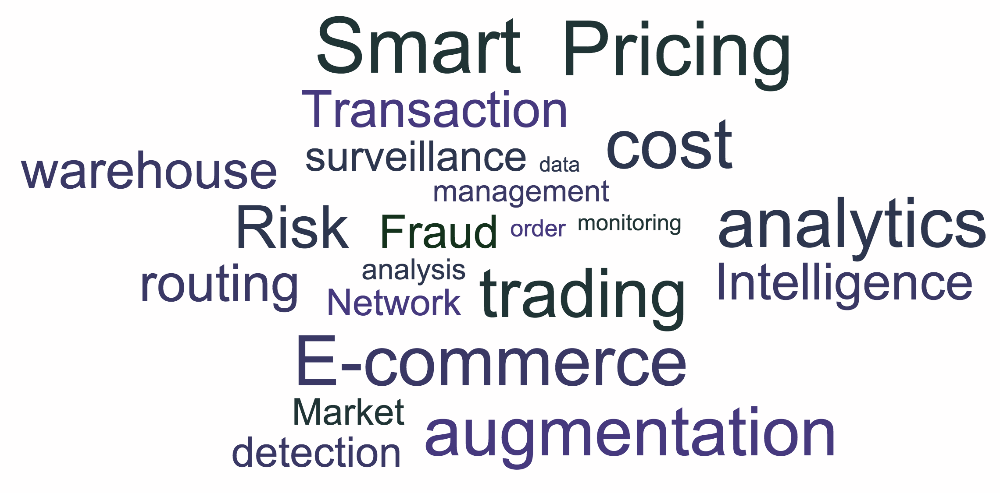 Smart Pricing
Transaction
cost
warehouse surveillance data
management
Risk Fraud order monitoring analytics
analysis
routing Network trading Intelligence
E-commerce
Market
augmentation
detection